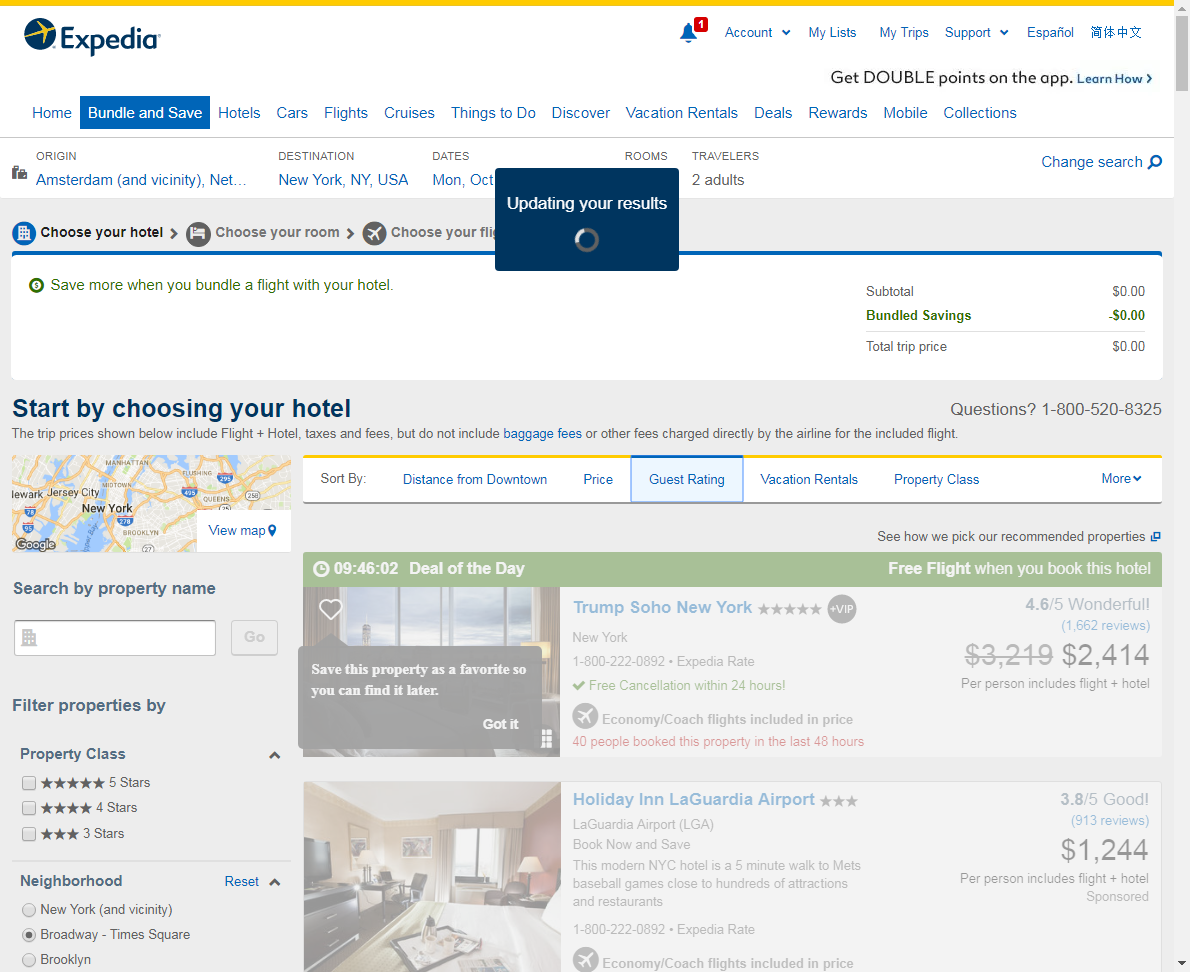 Expedia
1
Account
My Lists
My Trips
Support
Español
简体中文
Get DOUBLE points on the app. Learn How
Home
Bundle and Save
Hotels
Cars
Flights
Cruises
Things to Do
Discover
Vacation Rentals
Deals
Rewards
Mobile
Collections
ORIGIN
DESTINATION
DATES
ROOMS
TRAVELERS
Amsterdam (and vicinity), Net...
New York, NY, USA
Mon, Oct
2 adults
Change search
Updating your results
Choose your hotel
Choose your room
Choose your flig
Save more when you bundle a flight with your hotel.
Subtotal $0.00
Bundled Savings -$0.00
Total trip price $0.00
Start by choosing your hotel
Questions? 1-800-520-8325
The trip prices shown below include Flight + Hotel, taxes and fees, but do not include baggage fees or other fees charged directly by the airline for the included flight.
MANHATTAN
FLUSHING
295
lewark
Jersey City
MIDTOWN
495
QUEENS
258
78
New York
278
95
BROOKLYN
27
Google
View map
Sort By:
Distance from Downtown
Price
Guest Rating
Vacation Rentals
Property Class
More
See how we pick our recommended properties
Search by property name
Go
Filter properties by
Property Class
5 Stars
4 Stars
3 Stars
Neighborhood
Reset
New York (and vicinity)
Broadway - Times Square
Brooklyn
09:46:02 Deal of the Day
Free Flight when you book this hotel
Save this property as a favorite so
you can find it later.
Got it
Trump Soho New York
+VIP
New York
1-800-222-0892 • Expedia Rate
Free Cancellation within 24 hours!
Economy/Coach flights included in price
40 people booked this property in the last 48 hours
4.6/5 Wonderful!
(1,662 reviews)
$3,219 $2,414
Per person includes flight + hotel
Holiday Inn LaGuardia Airport
LaGuardia Airport (LGA)
Book Now and Save
This modern NYC hotel is a 5 minute walk to Mets
baseball games close to hundreds of attractions
and restaurants
1-800-222-0892 • Expedia Rate
Economy/Coach flights included in price
3.8/5 Good!
(913 reviews)
$1,244
Per person includes flight + hotel
Sponsored